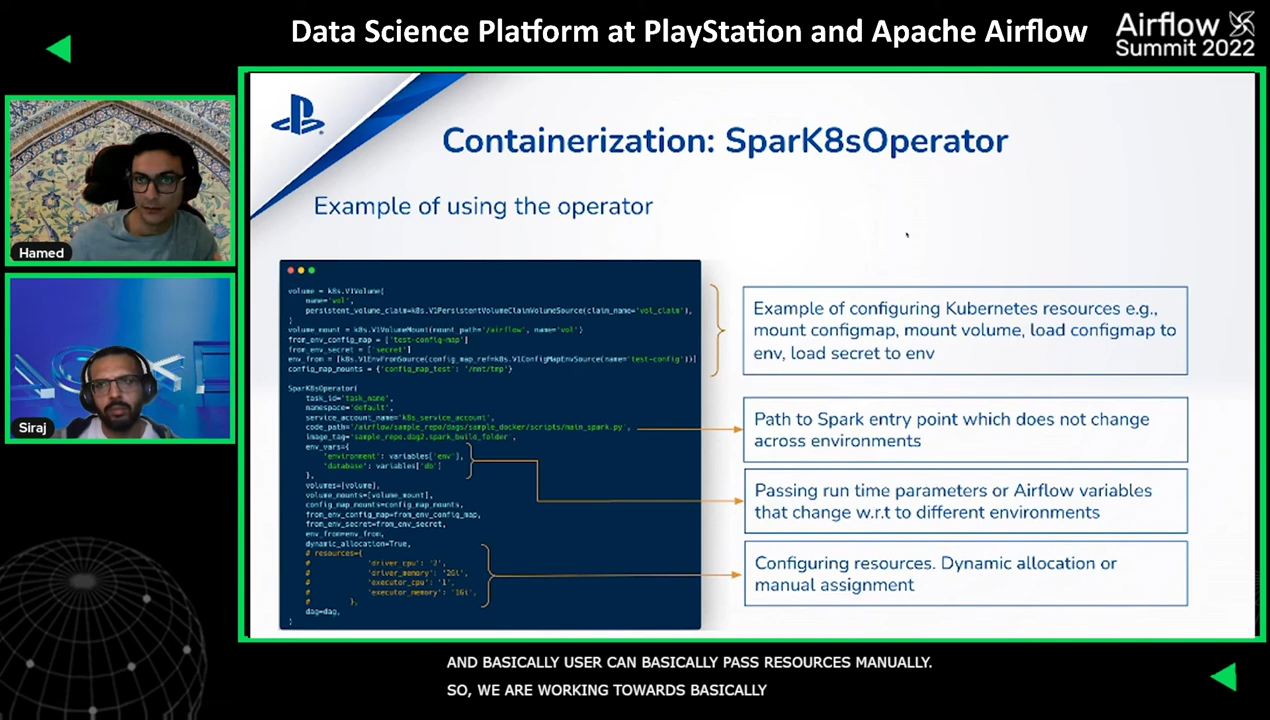 Data Science Platform at PlayStation and Apache Airflow
Airflow
Summit 2022
Hamed
Siraj
Containerization: SparK8sOperator
Example of using the operator
volume = k8s.V1Volume(
name='vol',
persistent_volume_claim=k8s.V1PersistentVolumeClaimVolumeSource(claim_name='vol_claim'),
)
volume_mount = k8s.V1VolumeMount(mount_path='/airflow', name='vol')
from_env_config_map = ['test-config-map']
from_env_secret = ['secret']
env_from = [k8s.V1EnvFromSource(config_map_ref=k8s.V1ConfigMapEnvSource(name='test-config'))]
config_map_mounts = {'config_map_test': '/mnt/tmp'}
SparK8sOperator(
task_id='task_name',
namespace='default',
service_account_name='k8s_service_account',
code_path='/airflow/sample_repo/dags/sample_docker/scripts/main_spark.py',
image_tag='sample_repo.dag2.spark_build_folder',
env_vars={
'environment': variables['env'],
'database': variables['db']
},
volumes=[volume],
volume_mounts=[volume_mount],
config_map_mounts=config_map_mounts,
from_env_config_map=from_env_config_map,
from_env_secret=from_env_secret,
env_from=env_from,
dynamic_allocation=True,
# resources={
# 'driver_cpu': '2',
# 'driver_memory': '2Gi',
# 'executor_cpu': '1',
# 'executor_memory': '1Gi',
# },
dag=dag,
)
Example of configuring Kubernetes resources e.g.,
mount configmap, mount volume, load configmap to
env, load secret to env
Path to Spark entry point which does not change
across environments
Passing run time parameters or Airflow variables
that change w.r.t to different environments
Configuring resources. Dynamic allocation or
manual assignment
AND BASICALLY USER CAN BASICALLY PASS RESOURCES MANUALLY.
SO, WE ARE WORKING TOWARDS BASICALLY